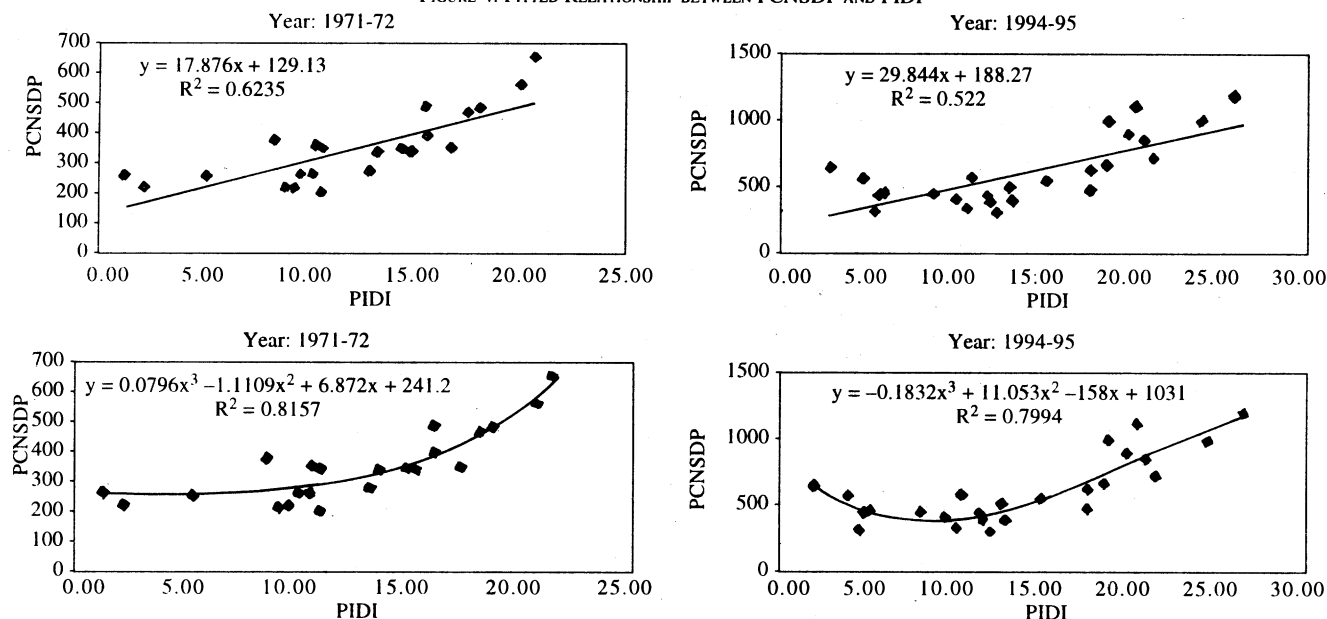 FIGURE 4: FITTED RELATIONSHIP BETWEEN PCNSDP AND PIDI
Year: 1971-72
700
600
500
400
300
200
100
0
PCNSDP
y = 17.876x + 129.13
R² = 0.6235
0.00 5.00 10.00 15.00 20.00 25.00
PIDI
Year: 1994-95
1500
1000
500
0
PCNSDP
y = 29.844x + 188.27
R² = 0.522
0.00 5.00 10.00 15.00 20.00 25.00 30.00
PIDI
Year: 1971-72
700
600
500
400
300
200
100
0
PCNSDP
y = 0.0796x³ –1.1109x² + 6.872x + 241.2
R² = 0.8157
0.00 5.00 10.00 15.00 20.00 25.00
PIDI
Year: 1994-95
1500
1000
500
0
PCNSDP
y = –0.1832x³ + 11.053x² –158x + 1031
R² = 0.7994
0.00 5.00 10.00 15.00 20.00 25.00 30.00
PIDI